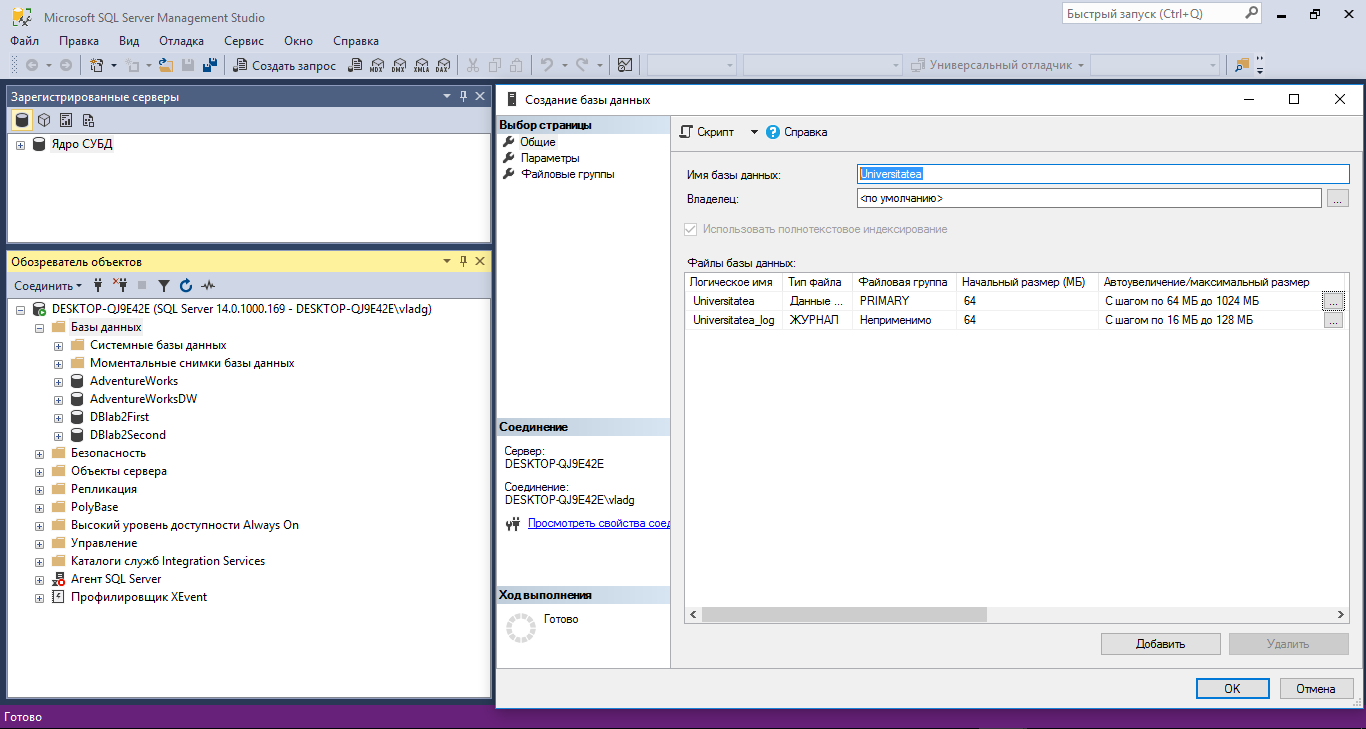 Microsoft SQL Server Management Studio
Быстрый запуск (Ctrl+Q)
Файл Правка Вид Отладка Сервис Окно Справка
Создать запрос MDX DMX XMLA DAX Универсальный отладчик
Зарегистрированные серверы
Ядро СУБД
Обозреватель объектов
Соединить
DESKTOP-QJ9E42E (SQL Server 14.0.1000.169 - DESKTOP-QJ9E42E\vladg)
Базы данных
Системные базы данных
Моментальные снимки базы данных
AdventureWorks
AdventureWorksDW
DBlab2First
DBlab2Second
Безопасность
Объекты сервера
Репликация
PolyBase
Высокий уровень доступности Always On
Управление
Каталоги служб Integration Services
Агент SQL Server
Профилировщик XEvent
Создание базы данных
Выбор страницы
Общие
Параметры
Файловые группы
Соединение
Сервер:
DESKTOP-QJ9E42E
Соединение:
DESKTOP-QJ9E42E\vladg
Просмотреть свойства соед
Ход выполнения
Готово
Скрипт Справка
Имя базы данных: Universitatea
Владелец: <по умолчанию> ...
Использовать полнотекстовое индексирование
Файлы базы данных:
Логическое имя Тип файла Файловая группа Начальный размер (МБ) Автоувеличение/максимальный размер
Universitatea Данные ... PRIMARY 64 С шагом по 64 МБ до 1024 МБ ...
Universitatea_log ЖУРНАЛ Неприменимо 64 С шагом по 16 МБ до 128 МБ ...
Добавить Удалить
OK Отмена
Готово